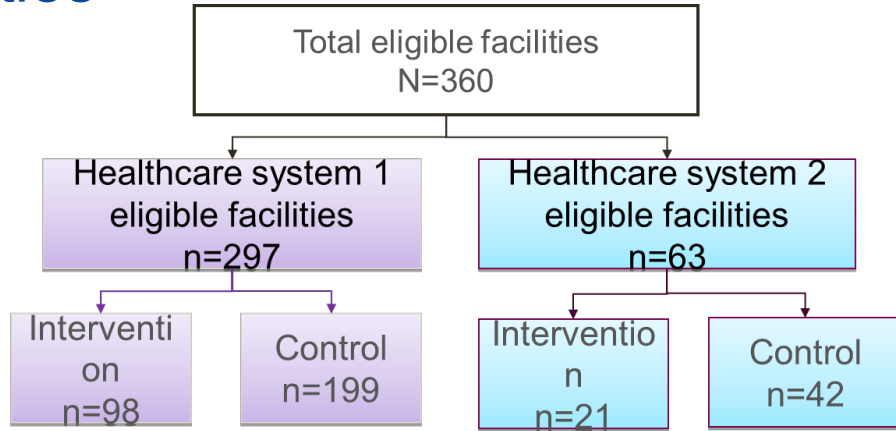 Total eligible facilities
N=360
Healthcare system 1
eligible facilities
n=297
Healthcare system 2
eligible facilities
n=63
Interventi
on
n=98
Control
n=199
Interventio
n
n=21
Control
n=42